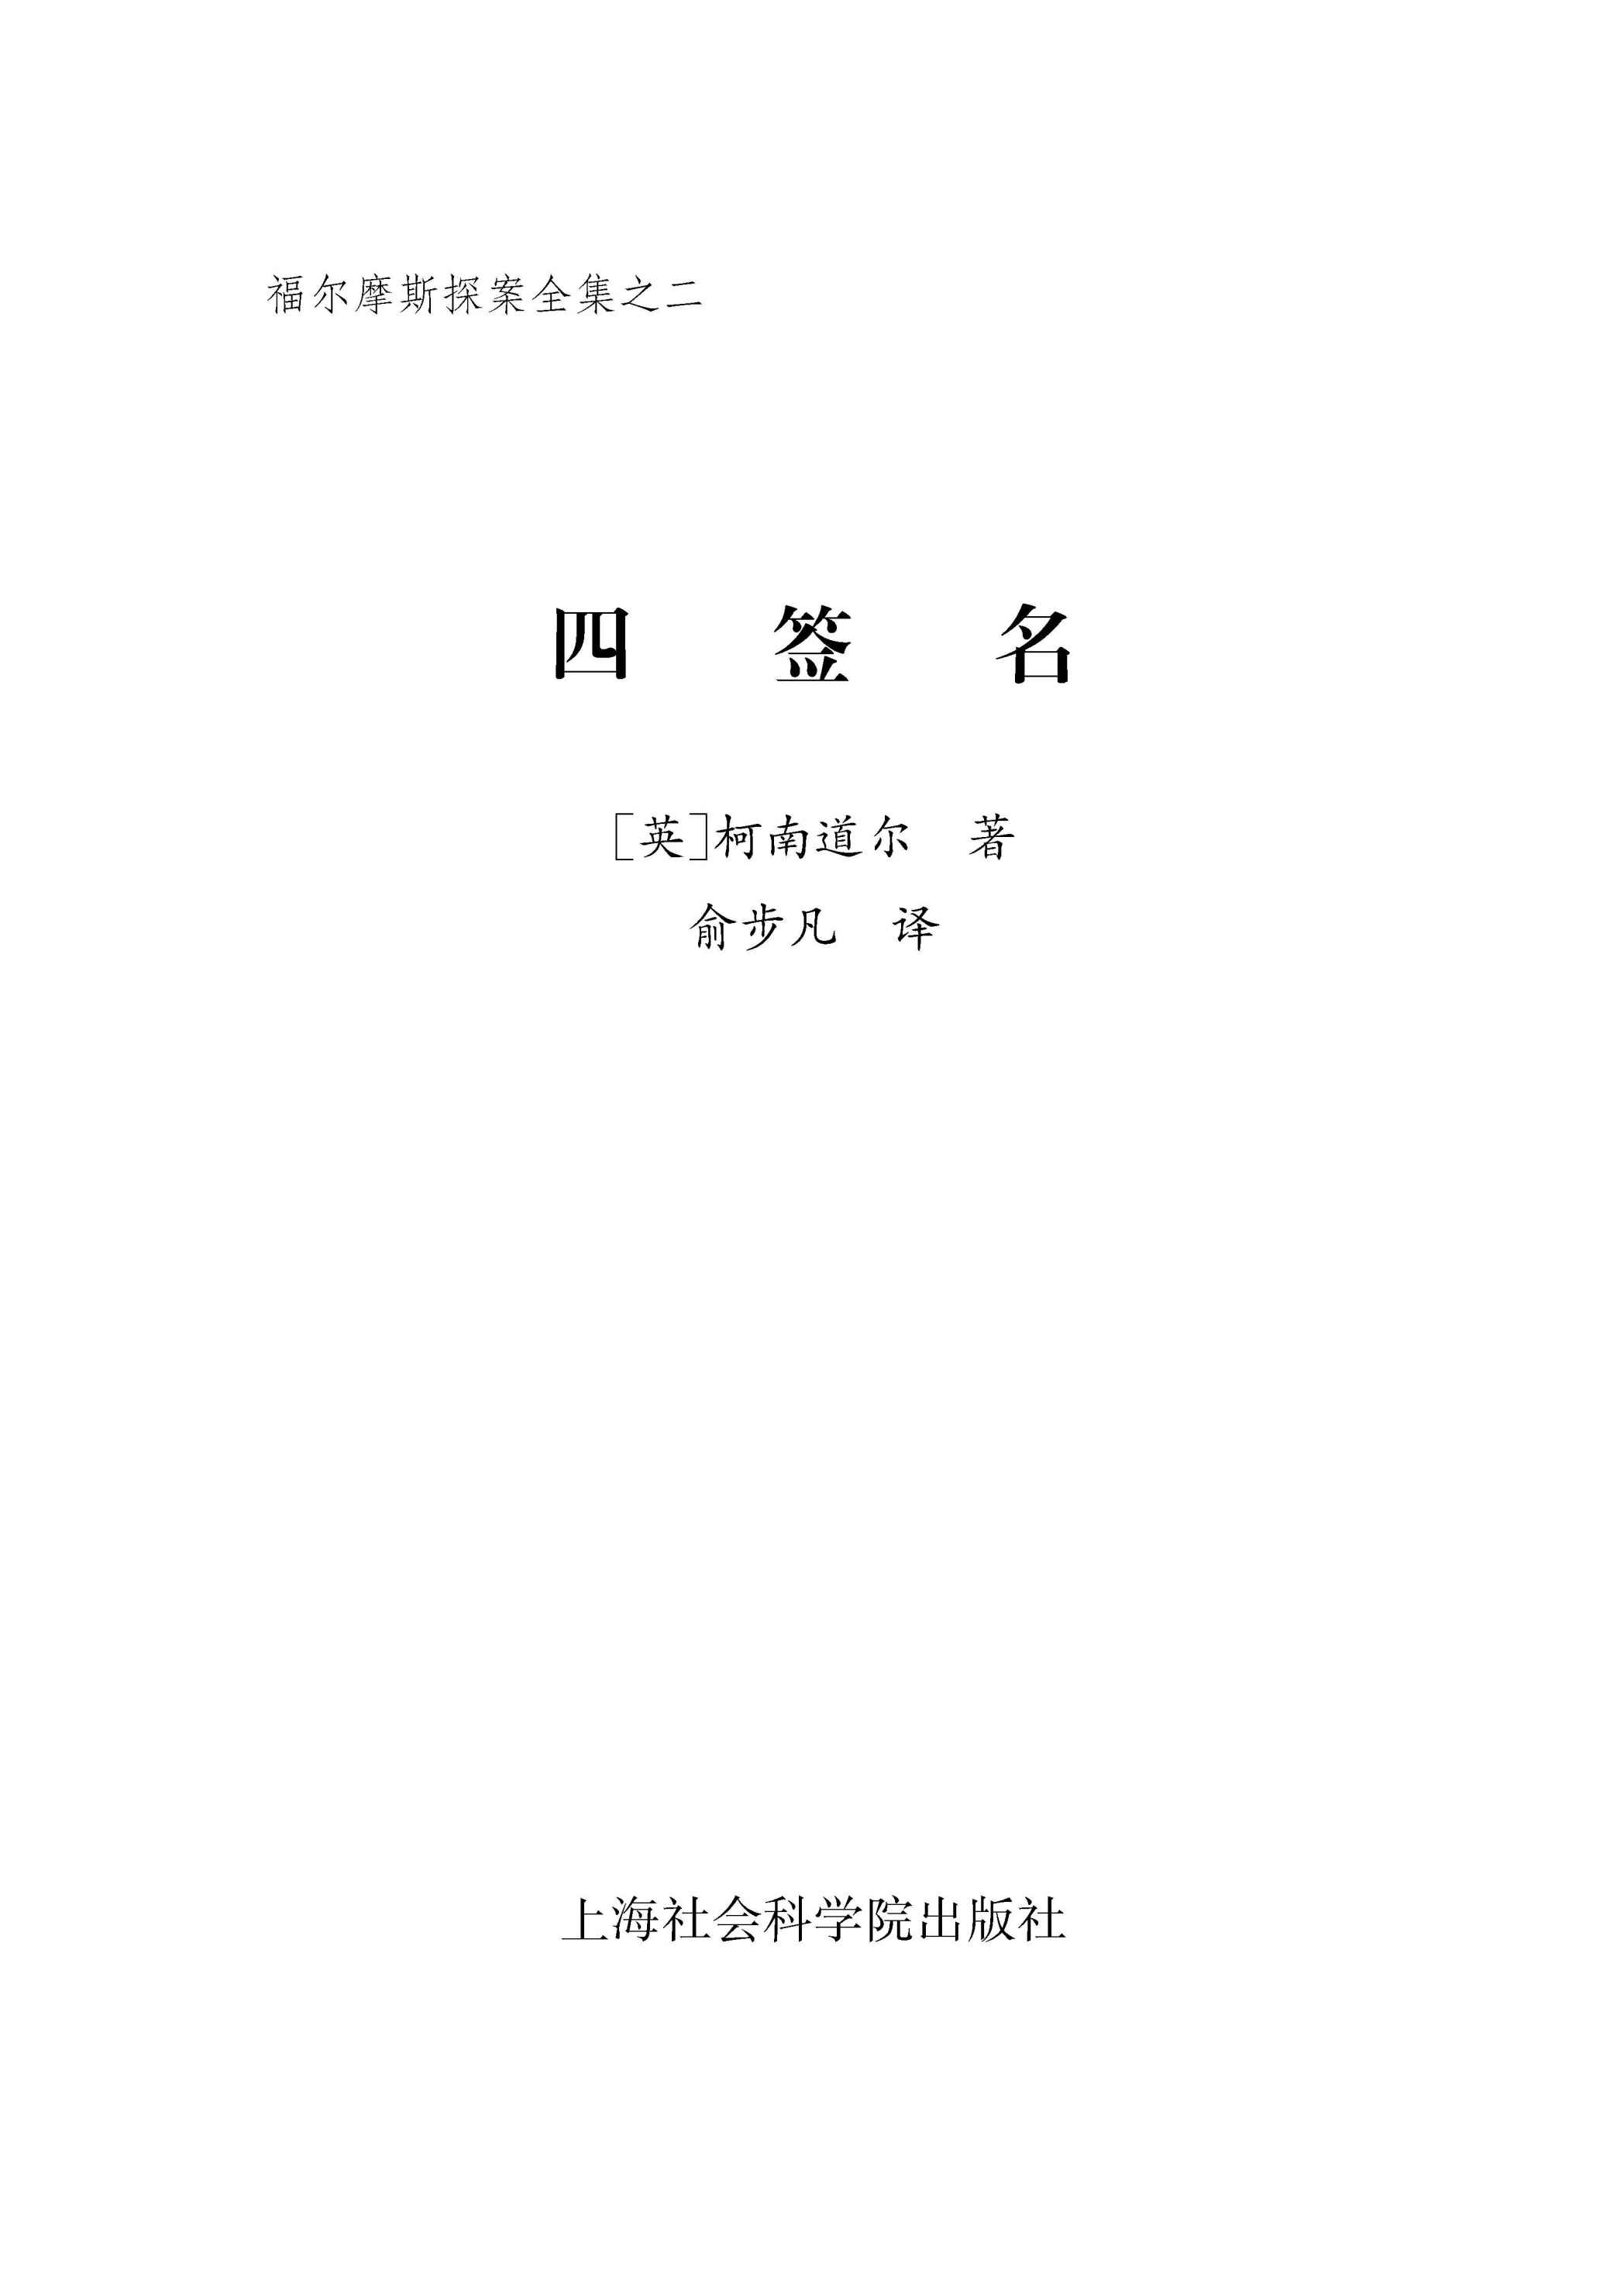 福尔摩斯探案全集之二
四 签 名
[英]柯南道尔 著
俞步凡 译
上海社会科学院出版社